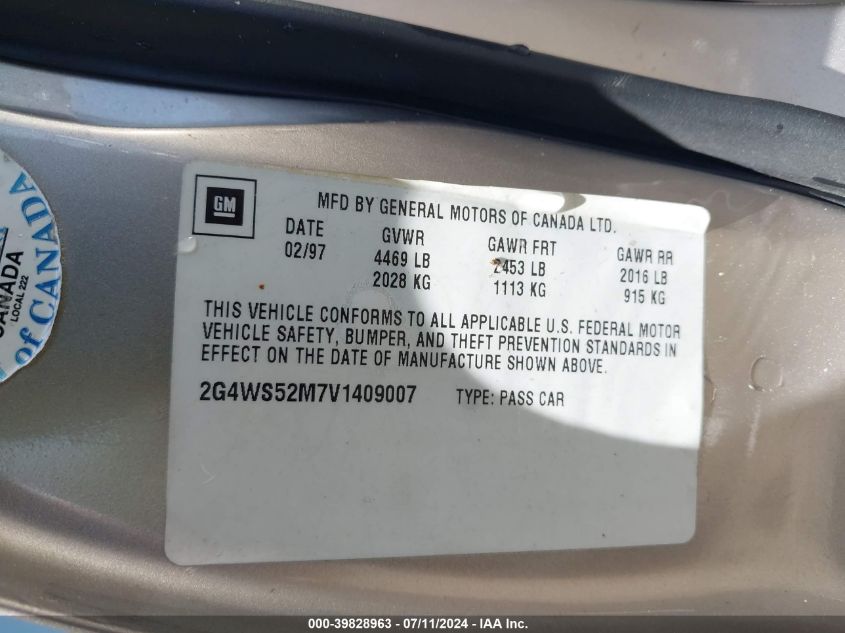 GM
MFD BY GENERAL MOTORS OF CANADA LTD.
DATE GVWR GAWR FRT GAWR RR
02/97 4469 LB 2453 LB 2016 LB
2028 KG 1113 KG 915 KG
THIS VEHICLE CONFORMS TO ALL APPLICABLE U.S. FEDERAL MOTOR
VEHICLE SAFETY, BUMPER, AND THEFT PREVENTION STANDARDS IN
EFFECT ON THE DATE OF MANUFACTURE SHOWN ABOVE.
2G4WS52M7V1409007 TYPE: PASS CAR
CANADA
LOCAL 222
of CANADA
000-39828963 - 07/11/2024 - IEA Inc.